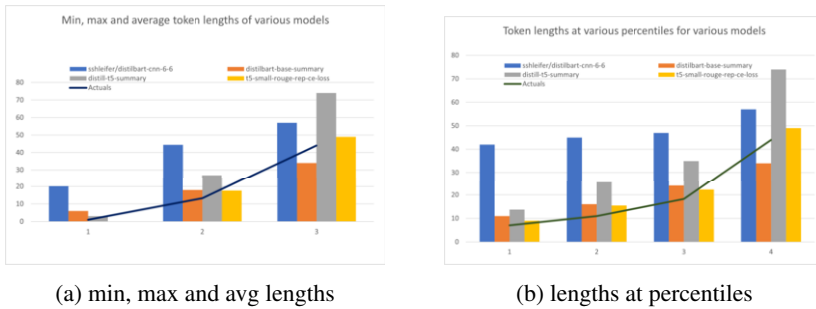 Min, max and average token lengths of various models
sshleifer/distilbart-cnn-6-6
distilbart-base-summary
distill-t5-summary
t5-small-rouge-rep-ce-loss
Actuals
80
70
60
50
40
30
20
10
0
1
2
3
(a) min, max and avg lengths
Token lengths at various percentiles for various models
sshleifer/distilbart-cnn-6-6
distilbart-base-summary
distill-t5-summary
t5-small-rouge-rep-ce-loss
Actuals
80
70
60
50
40
30
20
10
0
1
2
3
4
(b) lengths at percentiles